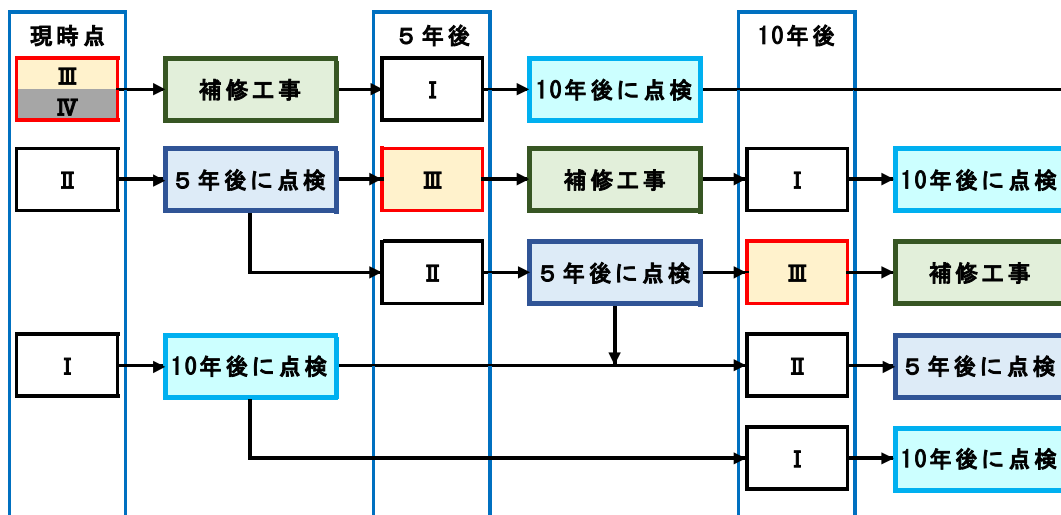 現時点
５年後
10年後
Ⅲ
Ⅳ
補修工事
Ⅰ
10年後に点検
Ⅱ
５年後に点検
Ⅲ
補修工事
Ⅰ
10年後に点検
Ⅱ
５年後に点検
Ⅲ
補修工事
Ⅰ
10年後に点検
Ⅱ
５年後に点検
Ⅰ
10年後に点検